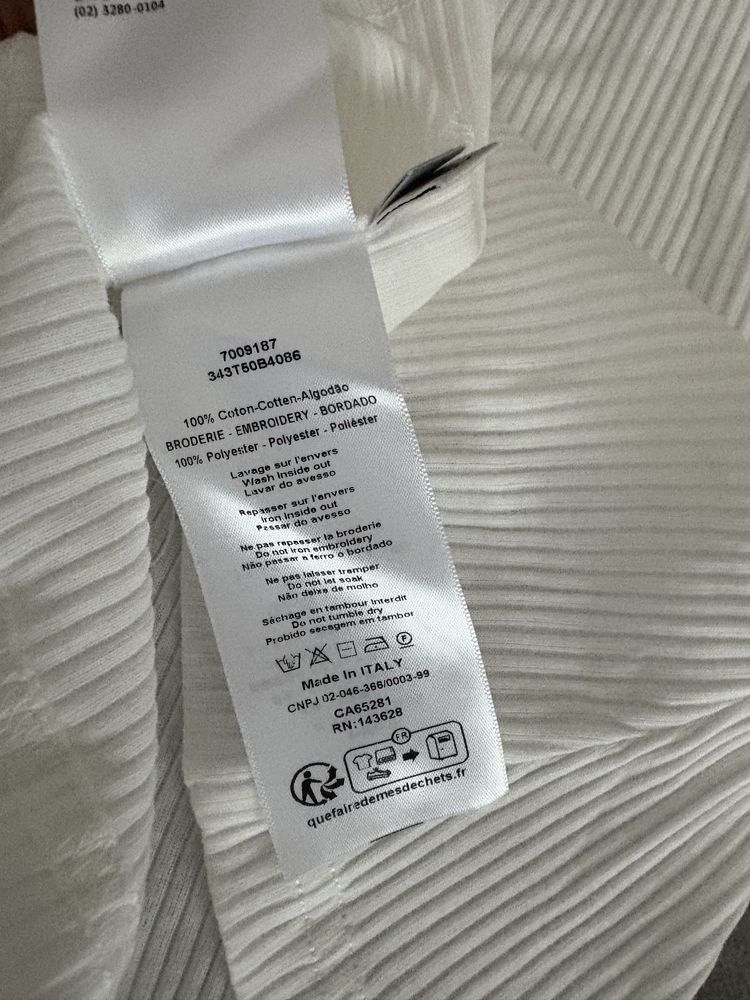 (02) 3280-0104
7009187
343T50B4086
100% Coton-Cotten-Algodão
BRODERIE - EMBROIDERY - BORDADO
100% Polyester - Polyester - Poliéster
Lavage sur l'envers
Wash Inside out
Lavar do avesso
Repasser sur l'envers
Iron Inside out
Passar do avesso
Ne pas repasser la broderie
Do not iron embroidery
Não passar a ferro o bordado
Ne pas laisser tremper
Do not let soak
Não deixe de molho
Séchage en tambour interdit
Do not tumble dry
Probido secagem em tambor
P
Made In ITALY
CNPJ 02-046-366/0003-99
CA65281
RN:143628
FR
quefairedemesdechets.fr